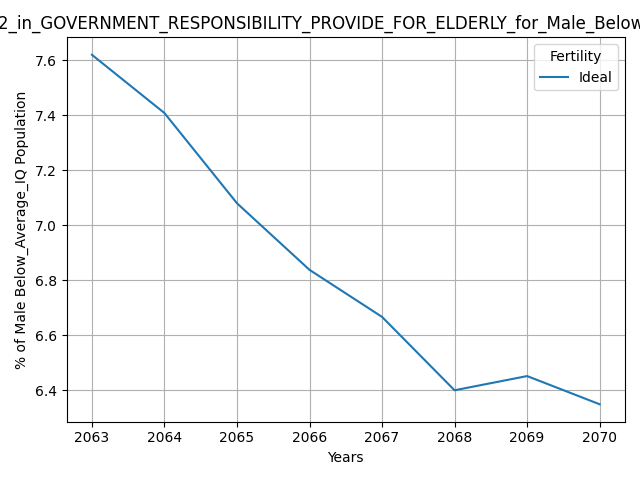 2_in_GOVERNMENT_RESPONSIBILITY_PROVIDE_FOR_ELDERLY_for_Male_Below
Fertility
Ideal
% of Male Below_Average_IQ Population
7.6
7.4
7.2
7.0
6.8
6.6
6.4
2063 2064 2065 2066 2067 2068 2069 2070
Years